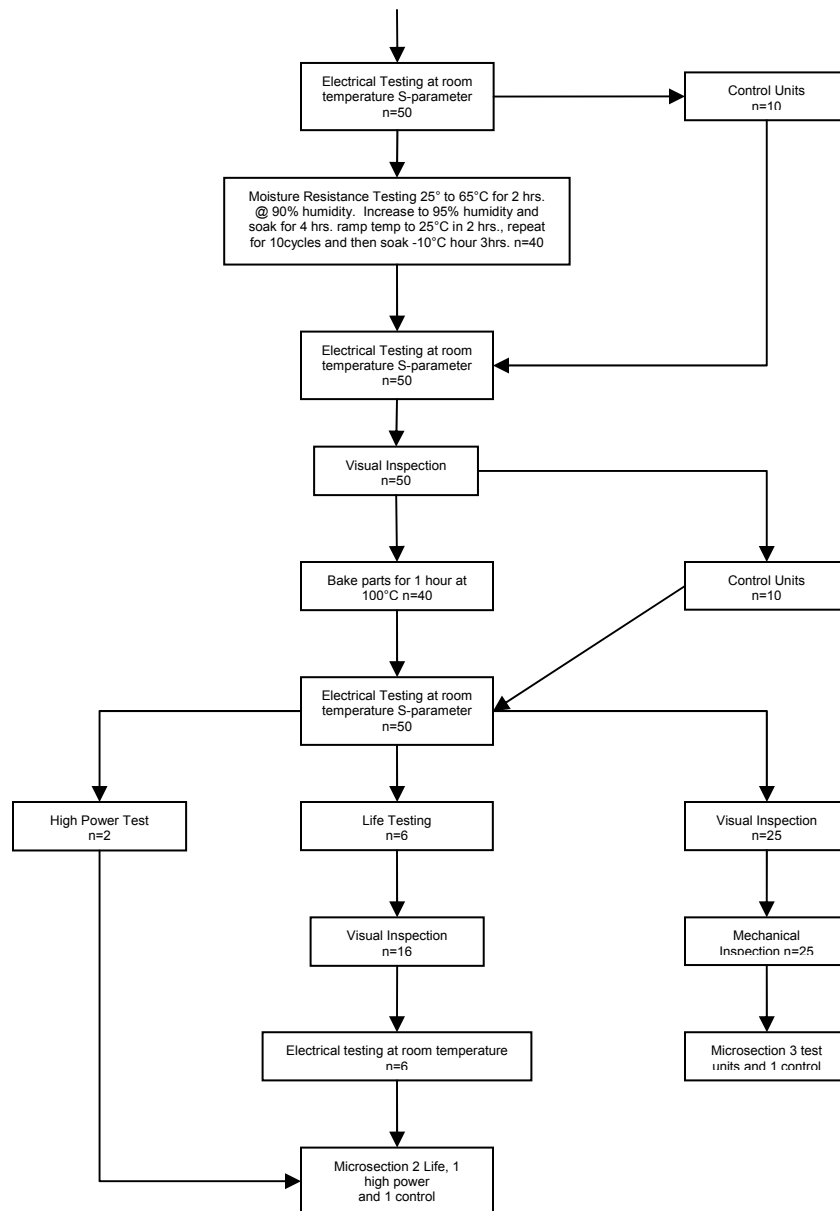 Electrical Testing at room
temperature S-parameter
n=50
Control Units
n=10
Moisture Resistance Testing 25° to 65°C for 2 hrs.
@ 90% humidity. Increase to 95% humidity and
soak for 4 hrs. ramp temp to 25°C in 2 hrs., repeat
for 10cycles and then soak -10°C hour 3hrs. n=40
Electrical Testing at room
temperature S-parameter
n=50
Visual Inspection
n=50
Bake parts for 1 hour at
100°C n=40
Control Units
n=10
Electrical Testing at room
temperature S-parameter
n=50
High Power Test
n=2
Life Testing
n=6
Visual Inspection
n=25
Visual Inspection
n=16
Mechanical
Inspection n=25
Electrical testing at room temperature
n=6
Microsection 3 test
units and 1 control
Microsection 2 Life, 1
high power
and 1 control